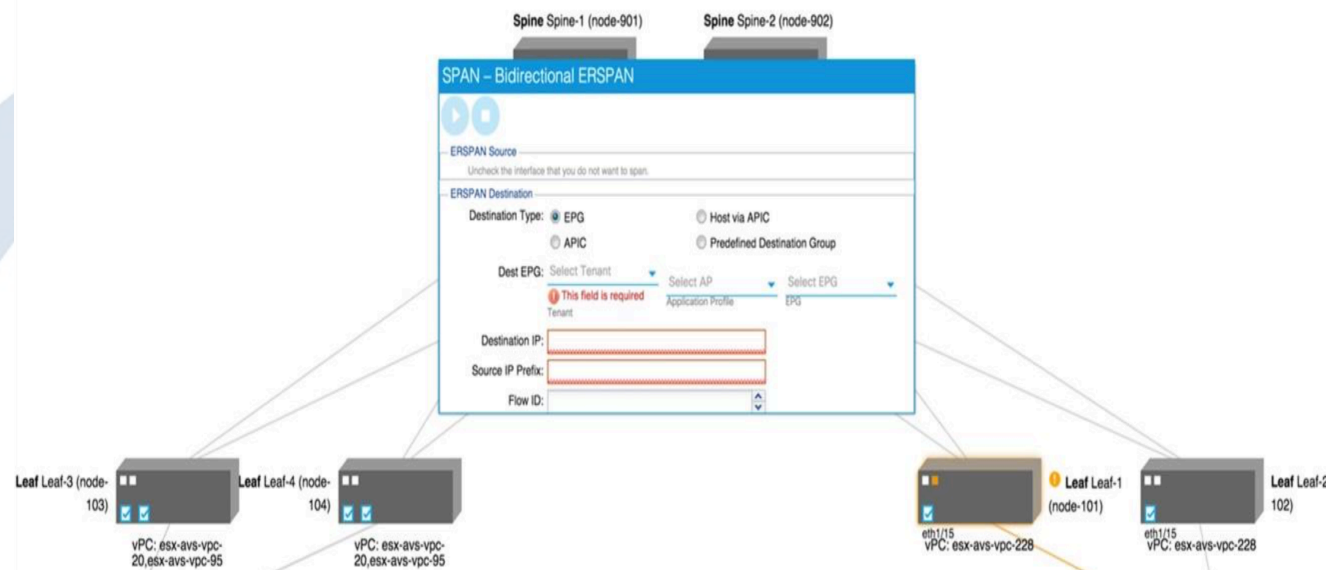 Spine Spine-1 (node-901)
Spine Spine-2 (node-902)
SPAN – Bidirectional ERSPAN
ERSPAN Source
Uncheck the interface that you do not want to span.
ERSPAN Destination
Destination Type: EPG Host via APIC
APIC Predefined Destination Group
Dest EPG: Select Tenant Select AP Select EPG
This field is required Application Profile EPG
Tenant
Destination IP:
Source IP Prefix:
Flow ID:
Leaf Leaf-3 (node-
103)
vPC: esx-avs-vpc-
20,esx-avs-vpc-95
Leaf Leaf-4 (node-
104)
vPC: esx-avs-vpc-
20,esx-avs-vpc-95
Leaf Leaf-1
(node-101)
eth1/15
vPC: esx-avs-vpc-228
Leaf Leaf-2
102)
eth1/15
vPC: esx-avs-vpc-228